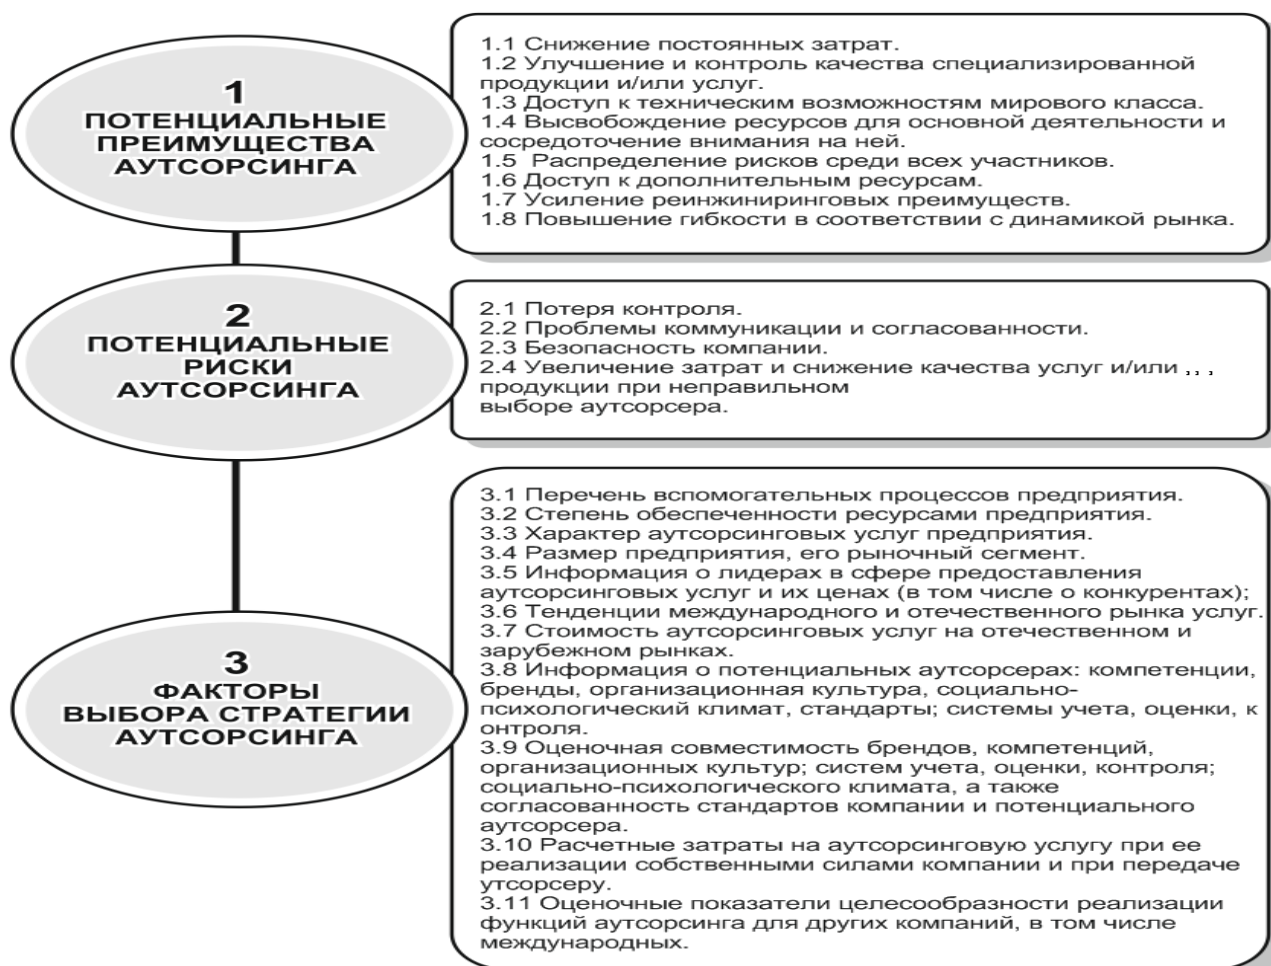 1
ПОТЕНЦИАЛЬНЫЕ
ПРЕИМУЩЕСТВА
АУТСОРСИНГА
1.1 Снижение постоянных затрат.
1.2 Улучшение и контроль качества специализированной
продукции и/или услуг.
1.3 Доступ к техническим возможностям мирового класса.
1.4 Высвобождение ресурсов для основной деятельности и
сосредоточение внимания на ней.
1.5 Распределение рисков среди всех участников.
1.6 Доступ к дополнительным ресурсам.
1.7 Усиление реинжиниринговых преимуществ.
1.8 Повышение гибкости в соответствии с динамикой рынка.
2
ПОТЕНЦИАЛЬНЫЕ
РИСКИ
АУТСОРСИНГА
2.1 Потеря контроля.
2.2 Проблемы коммуникации и согласованности.
2.3 Безопасность компании.
2.4 Увеличение затрат и снижение качества услуг и/или , , ,
продукции при неправильном
выборе аутсорсера.
3
ФАКТОРЫ
ВЫБОРА СТРАТЕГИИ
АУТСОРСИНГА
3.1 Перечень вспомогательных процессов предприятия.
3.2 Степень обеспеченности ресурсами предприятия.
3.3 Характер аутсорсинговых услуг предприятия.
3.4 Размер предприятия, его рыночный сегмент.
3.5 Информация о лидерах в сфере предоставления
аутсорсинговых услуг и их ценах (в том числе о конкурентах);
3.6 Тенденции международного и отечественного рынка услуг.
3.7 Стоимость аутсорсинговых услуг на отечественном и
зарубежном рынках.
3.8 Информация о потенциальных аутсорсерах: компетенции,
бренды, организационная культура, социально-
психологический климат, стандарты; системы учета, оценки, к
онтроля.
3.9 Оценочная совместимость брендов, компетенций,
организационных культур; систем учета, оценки, контроля;
социально-психологического климата, а также
согласованность стандартов компании и потенциального
аутсорсера.
3.10 Расчетные затраты на аутсорсинговую услугу при ее
реализации собственными силами компании и при передаче
утсорсеру.
3.11 Оценочные показатели целесообразности реализации
функций аутсорсинга для других компаний, в том числе
международных.